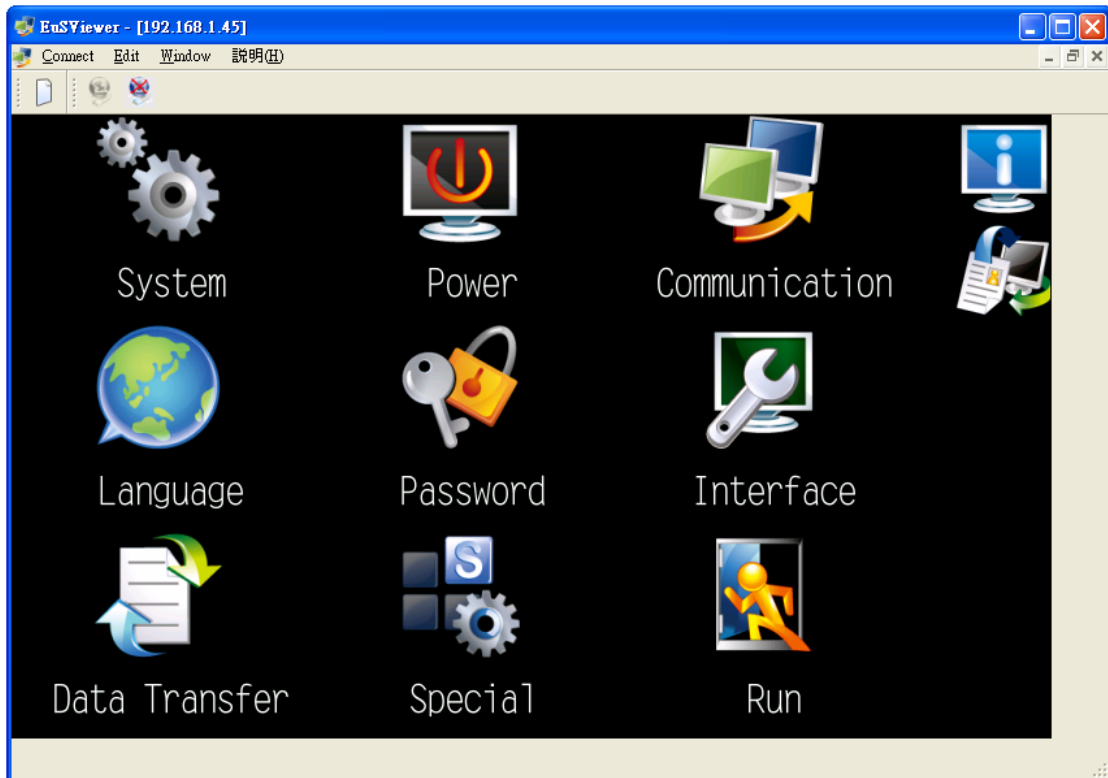 EuSViewer - [192.168.1.45]
Connect Edit Window 説明(H)
System Power Communication
Language Password Interface
S
Data Transfer Special Run